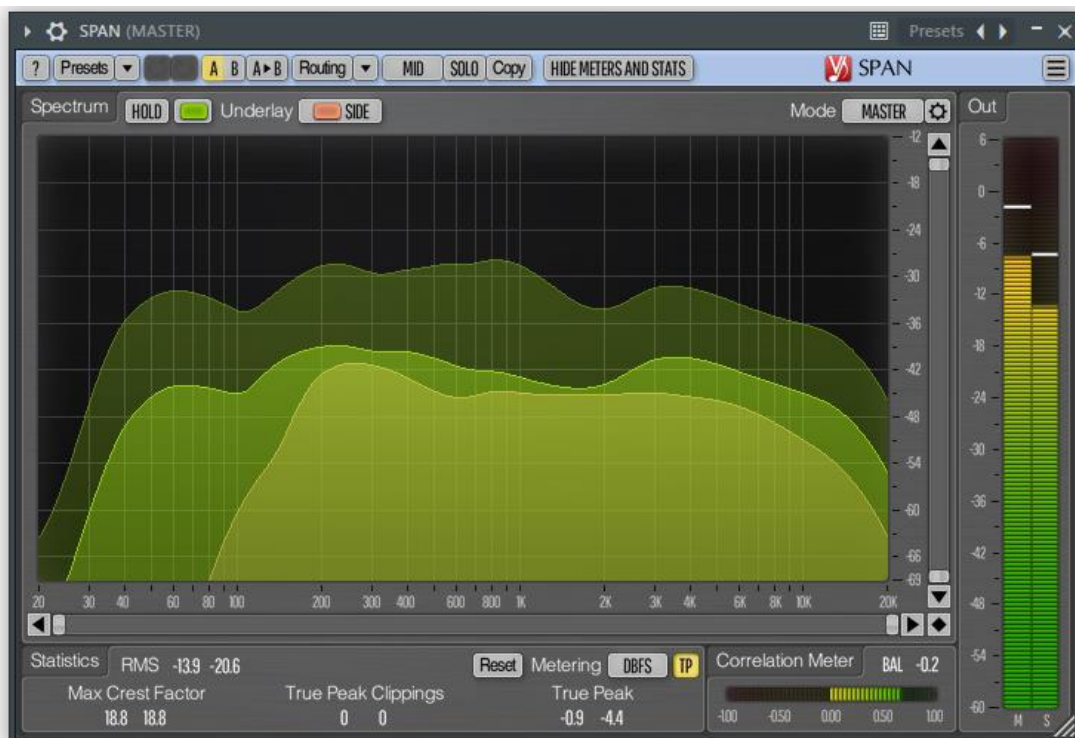 SPAN (MASTER) Presets
? Presets A B A▸B Routing MID SOLO Copy HIDE METERS AND STATS SPAN
Spectrum HOLD Underlay SIDE Mode MASTER Out
-12
-18
-24
-30
-36
-42
-48
-54
-60
-66
-69
20 30 40 60 80 100 200 300 400 600 800 1K 2K 3K 4K 6K 8K 10K 20K
6
0
-6
-12
-18
-24
-30
-36
-42
-48
-54
-60
M S
Statistics RMS -13.9 -20.6 Reset Metering DBFS TP Correlation Meter BAL -0.2
Max Crest Factor True Peak Clippings True Peak
18.8 18.8 0 0 -0.9 -4.4
-1.00 -0.50 0.00 0.50 1.00